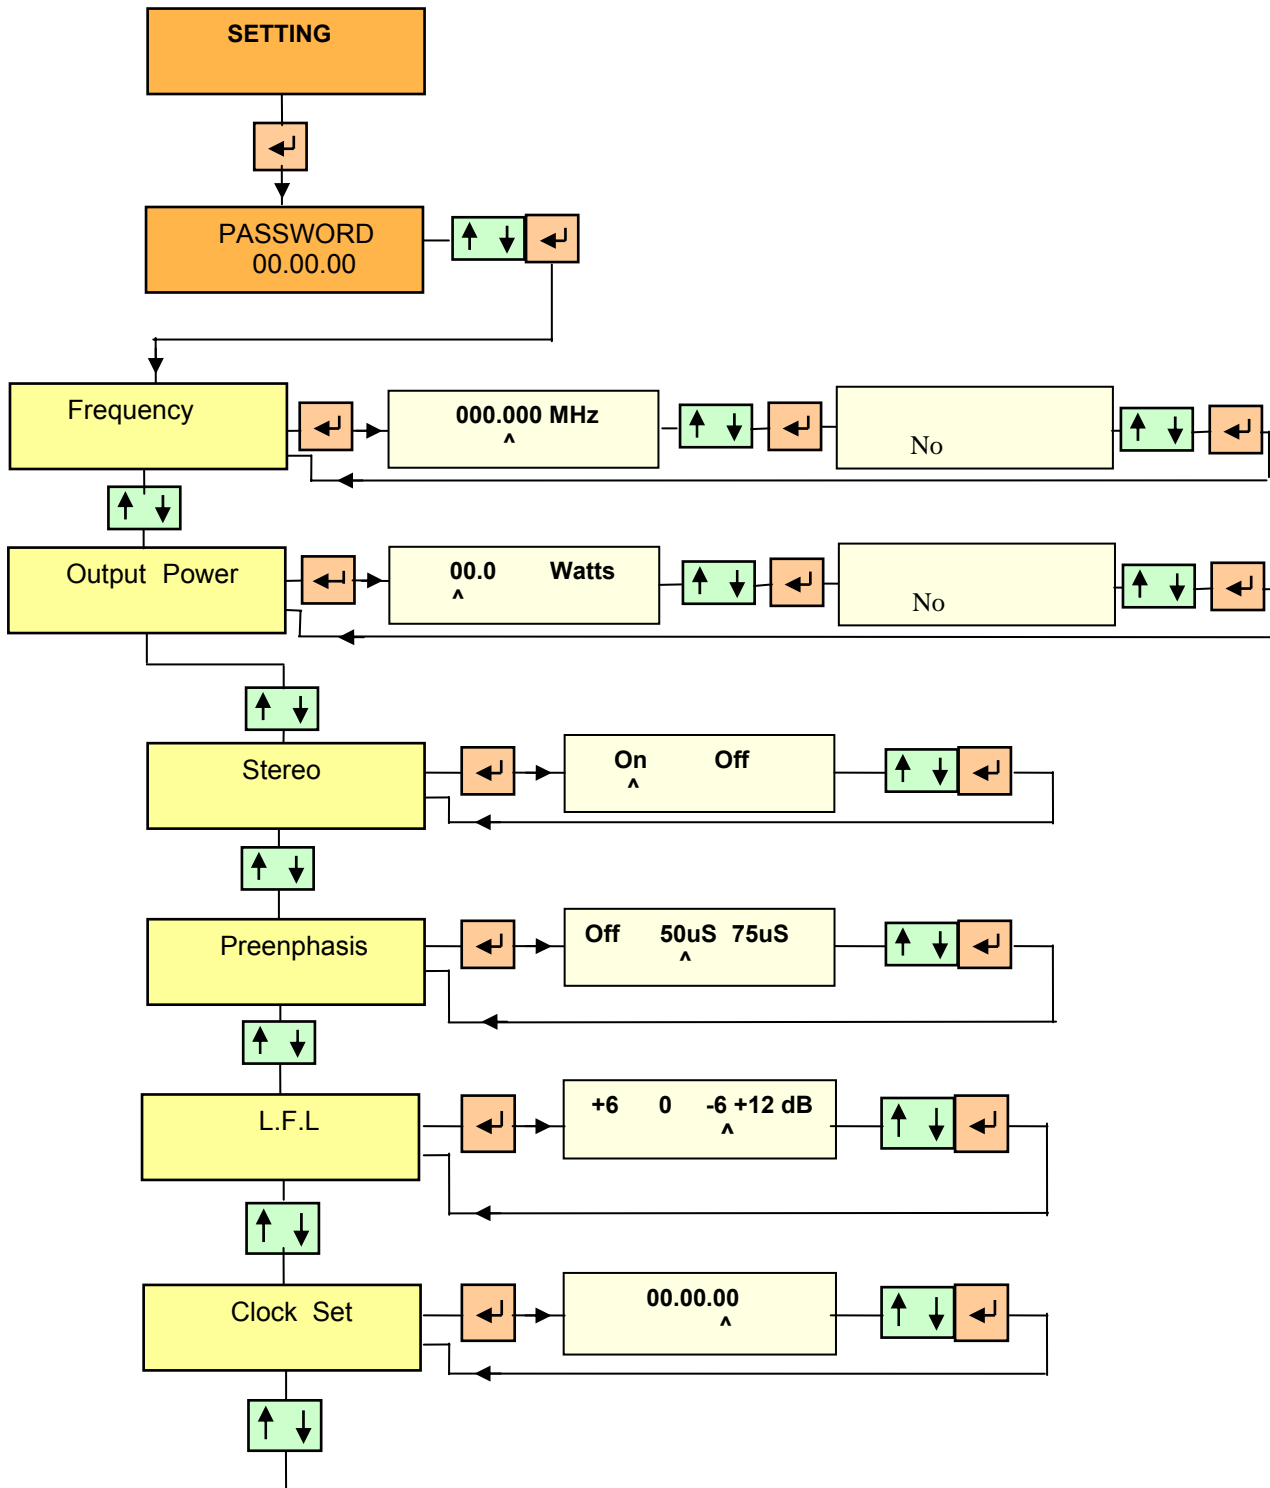 SETTING
PASSWORD
00.00.00
Frequency
000.000 MHz
^
No
Output Power
00.0 Watts
^
No
Stereo
On Off
^
Preenphasis
Off 50uS 75uS
^
L.F.L
+6 0 -6 +12 dB
^
Clock Set
00.00.00
^